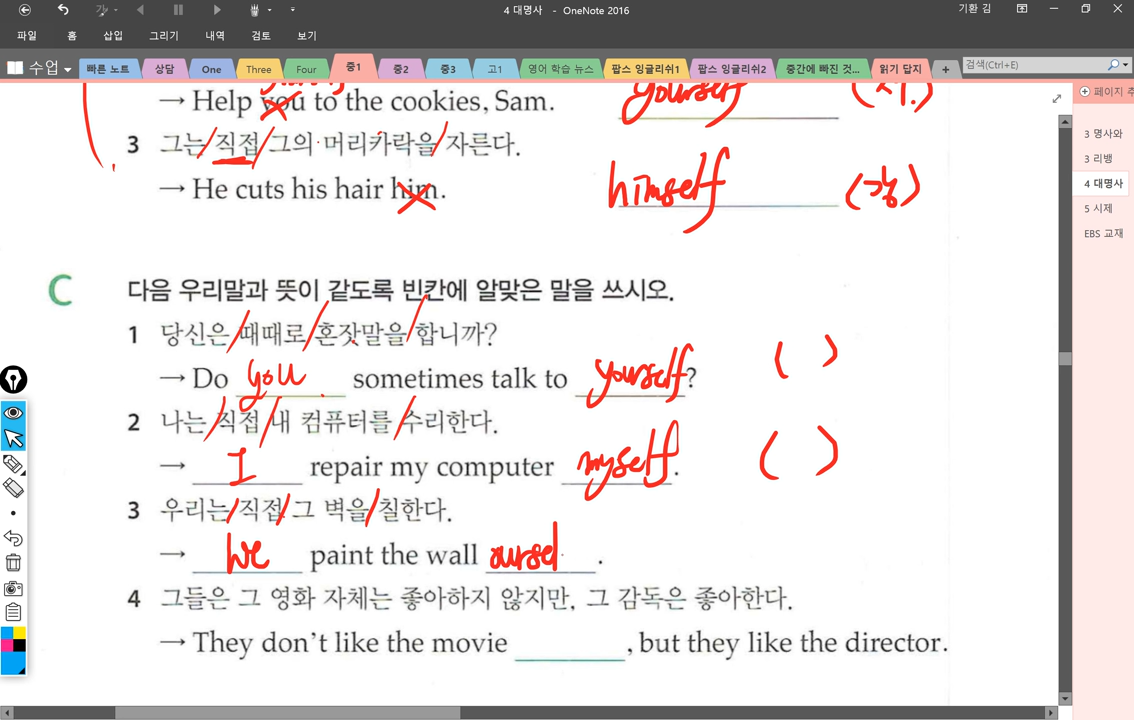 4 대명사 - OneNote 2016
기환 김
파일 홈 삽입 그리기 내역 검토 보기
수업 빠른 노트 상담 One Three Four 중1 중2 중3 고1 영어 학습 뉴스 팝스 잉글리쉬1 팝스 잉글리쉬2 중간에 빠진 것... 읽기 답지 + 검색(Ctrl+E)
페이지 추
3 명사와
3 리뱅
4 대명사
5 시제
EBS 교재
→ Help you to the cookies, Sam. yourself (재.)
3 그는/직접/그의 머리카락을/자른다.
→ He cuts his hair him. himself (강)
C 다음 우리말과 뜻이 같도록 빈칸에 알맞은 말을 쓰시오.
1 당신은/때때로/혼잣말을/합니까?
→ Do you sometimes talk to yourself? ( )
2 나는/직접/내 컴퓨터를/수리한다.
→ I repair my computer myself. ( )
3 우리는/직접/그 벽을/칠한다.
→ We paint the wall oursel .
4 그들은 그 영화 자체는 좋아하지 않지만, 그 감독은 좋아한다.
→ They don't like the movie ______, but they like the director.